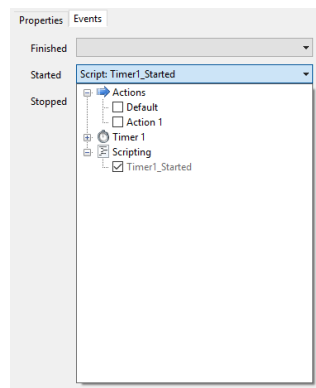 Properties Events
Finished
Started Script: Timer1_Started
Stopped
Actions
Default
Action 1
Timer 1
Scripting
Timer1_Started